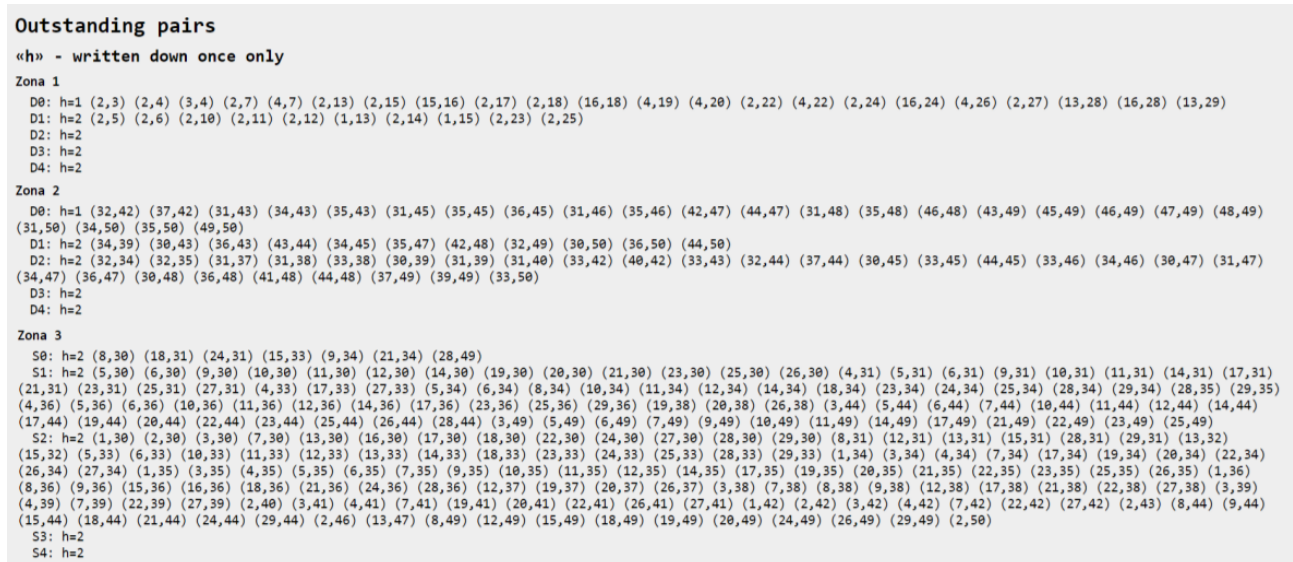 Outstanding pairs
«h» - written down once only
Zona 1
D0: h=1 (2,3) (2,4) (3,4) (2,7) (4,7) (2,13) (2,15) (15,16) (2,17) (2,18) (16,18) (4,19) (4,20) (2,22) (4,22) (2,24) (16,24) (4,26) (2,27) (13,28) (16,28) (13,29)
D1: h=2 (2,5) (2,6) (2,10) (2,11) (2,12) (1,13) (2,14) (1,15) (2,23) (2,25)
D2: h=2
D3: h=2
D4: h=2
Zona 2
D0: h=1 (32,42) (37,42) (31,43) (34,43) (35,43) (31,45) (35,45) (36,45) (31,46) (35,46) (42,47) (44,47) (31,48) (35,48) (46,48) (43,49) (45,49) (46,49) (47,49) (48,49)
(31,50) (34,50) (35,50) (49,50)
D1: h=2 (34,39) (30,43) (36,43) (43,44) (34,45) (35,47) (42,48) (32,49) (30,50) (36,50) (44,50)
D2: h=2 (32,34) (32,35) (31,37) (31,38) (33,38) (30,39) (31,39) (31,40) (33,42) (40,42) (33,43) (32,44) (37,44) (30,45) (33,45) (44,45) (33,46) (34,46) (30,47) (31,47)
(34,47) (36,47) (30,48) (36,48) (41,48) (44,48) (37,49) (39,49) (33,50)
D3: h=2
D4: h=2
Zona 3
S0: h=2 (8,30) (18,31) (24,31) (15,33) (9,34) (21,34) (28,49)
S1: h=2 (5,30) (6,30) (9,30) (10,30) (11,30) (12,30) (14,30) (19,30) (20,30) (21,30) (23,30) (25,30) (26,30) (4,31) (5,31) (6,31) (9,31) (10,31) (11,31) (14,31) (17,31)
(21,31) (23,31) (25,31) (27,31) (4,33) (17,33) (27,33) (5,34) (6,34) (8,34) (10,34) (11,34) (12,34) (14,34) (18,34) (23,34) (24,34) (25,34) (28,34) (29,34) (28,35) (29,35)
(4,36) (5,36) (6,36) (10,36) (11,36) (12,36) (14,36) (17,36) (23,36) (25,36) (29,36) (19,38) (20,38) (26,38) (3,44) (5,44) (6,44) (7,44) (10,44) (11,44) (12,44) (14,44)
(17,44) (19,44) (20,44) (22,44) (23,44) (25,44) (26,44) (28,44) (3,49) (5,49) (6,49) (7,49) (9,49) (10,49) (11,49) (14,49) (17,49) (21,49) (22,49) (23,49) (25,49)
S2: h=2 (1,30) (2,30) (3,30) (7,30) (13,30) (16,30) (17,30) (18,30) (22,30) (24,30) (27,30) (28,30) (29,30) (8,31) (12,31) (13,31) (15,31) (28,31) (29,31) (13,32)
(15,32) (5,33) (6,33) (10,33) (11,33) (12,33) (13,33) (14,33) (18,33) (23,33) (24,33) (25,33) (28,33) (29,33) (1,34) (3,34) (4,34) (7,34) (17,34) (19,34) (20,34) (22,34)
(26,34) (27,34) (1,35) (3,35) (4,35) (5,35) (6,35) (7,35) (9,35) (10,35) (11,35) (12,35) (14,35) (17,35) (19,35) (20,35) (21,35) (22,35) (23,35) (25,35) (26,35) (1,36)
(8,36) (9,36) (15,36) (16,36) (18,36) (21,36) (24,36) (28,36) (12,37) (19,37) (20,37) (26,37) (3,38) (7,38) (8,38) (9,38) (12,38) (17,38) (21,38) (22,38) (27,38) (3,39)
(4,39) (7,39) (22,39) (27,39) (2,40) (3,41) (4,41) (7,41) (19,41) (20,41) (22,41) (26,41) (27,41) (1,42) (2,42) (3,42) (4,42) (7,42) (22,42) (27,42) (2,43) (8,44) (9,44)
(15,44) (18,44) (21,44) (24,44) (29,44) (2,46) (13,47) (8,49) (12,49) (15,49) (18,49) (19,49) (20,49) (24,49) (26,49) (29,49) (2,50)
S3: h=2
S4: h=2